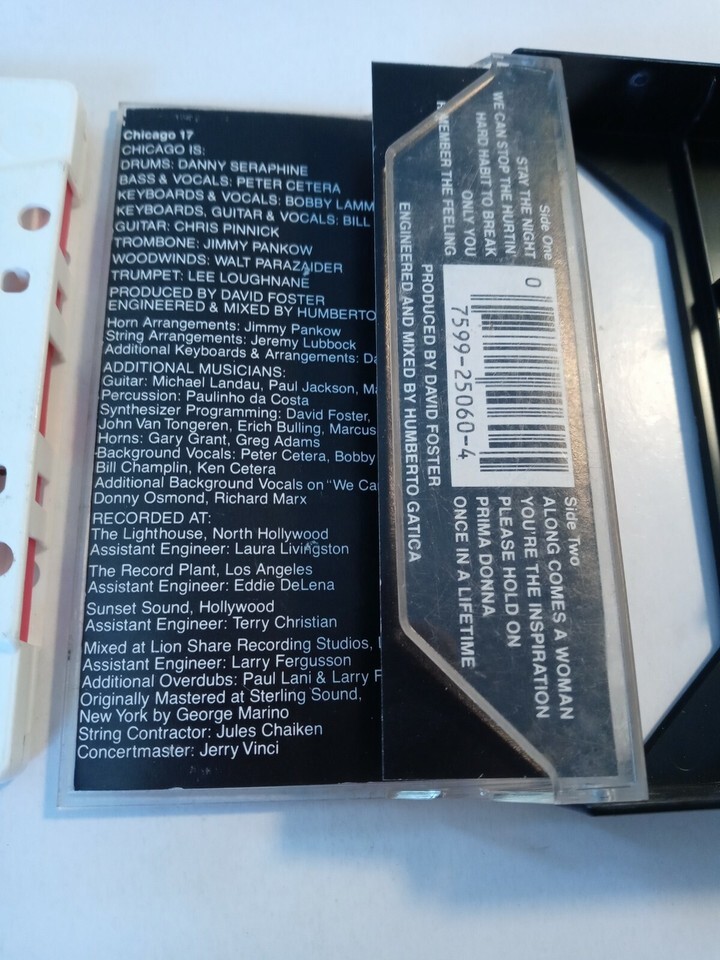 Chicago 17
CHICAGO IS:
DRUMS: DANNY SERAPHINE
BASS & VOCALS: PETER CETERA
KEYBOARDS & VOCALS: BOBBY LAMM
KEYBOARDS, GUITAR & VOCALS: BILL
GUITAR: CHRIS PINNICK
TROMBONE: JIMMY PANKOW
WOODWINDS: WALT PARAZAIDER
TRUMPET: LEE LOUGHNANE
PRODUCED BY DAVID FOSTER
ENGINEERED & MIXED BY HUMBERTO
Horn Arrangements: Jimmy Pankow
String Arrangements: Jeremy Lubbock
Additional Keyboards & Arrangements: Da
ADDITIONAL MUSICIANS:
Guitar: Michael Landau, Paul Jackson, Ma
Percussion: Paulinho da Costa
Synthesizer Programming: David Foster,
John Van Tongeren, Erich Bulling, Marcus
Horns: Gary Grant, Greg Adams
Background Vocals: Peter Cetera, Bobby
Bill Champlin, Ken Cetera
Additional Background Vocals on "We Ca
Donny Osmond, Richard Marx
RECORDED AT:
The Lighthouse, North Hollywood
Assistant Engineer: Laura Livingston
The Record Plant, Los Angeles
Assistant Engineer: Eddie DeLena
Sunset Sound, Hollywood
Assistant Engineer: Terry Christian
Mixed at Lion Share Recording Studios,
Assistant Engineer: Larry Fergusson
Additional Overdubs: Paul Lani & Larry F
Originally Mastered at Sterling Sound,
New York by George Marino
String Contractor: Jules Chaiken
Concertmaster: Jerry Vinci
Side One
STAY THE NIGHT
WE CAN STOP THE HURTIN'
HARD HABIT TO BREAK
ONLY YOU
REMEMBER THE FEELING
0
7599-25060-4
Side Two
ALONG COMES A WOMAN
YOU'RE THE INSPIRATION
PLEASE HOLD ON
PRIMA DONNA
ONCE IN A LIFETIME
PRODUCED BY DAVID FOSTER
ENGINEERED AND MIXED BY HUMBERTO GATICA